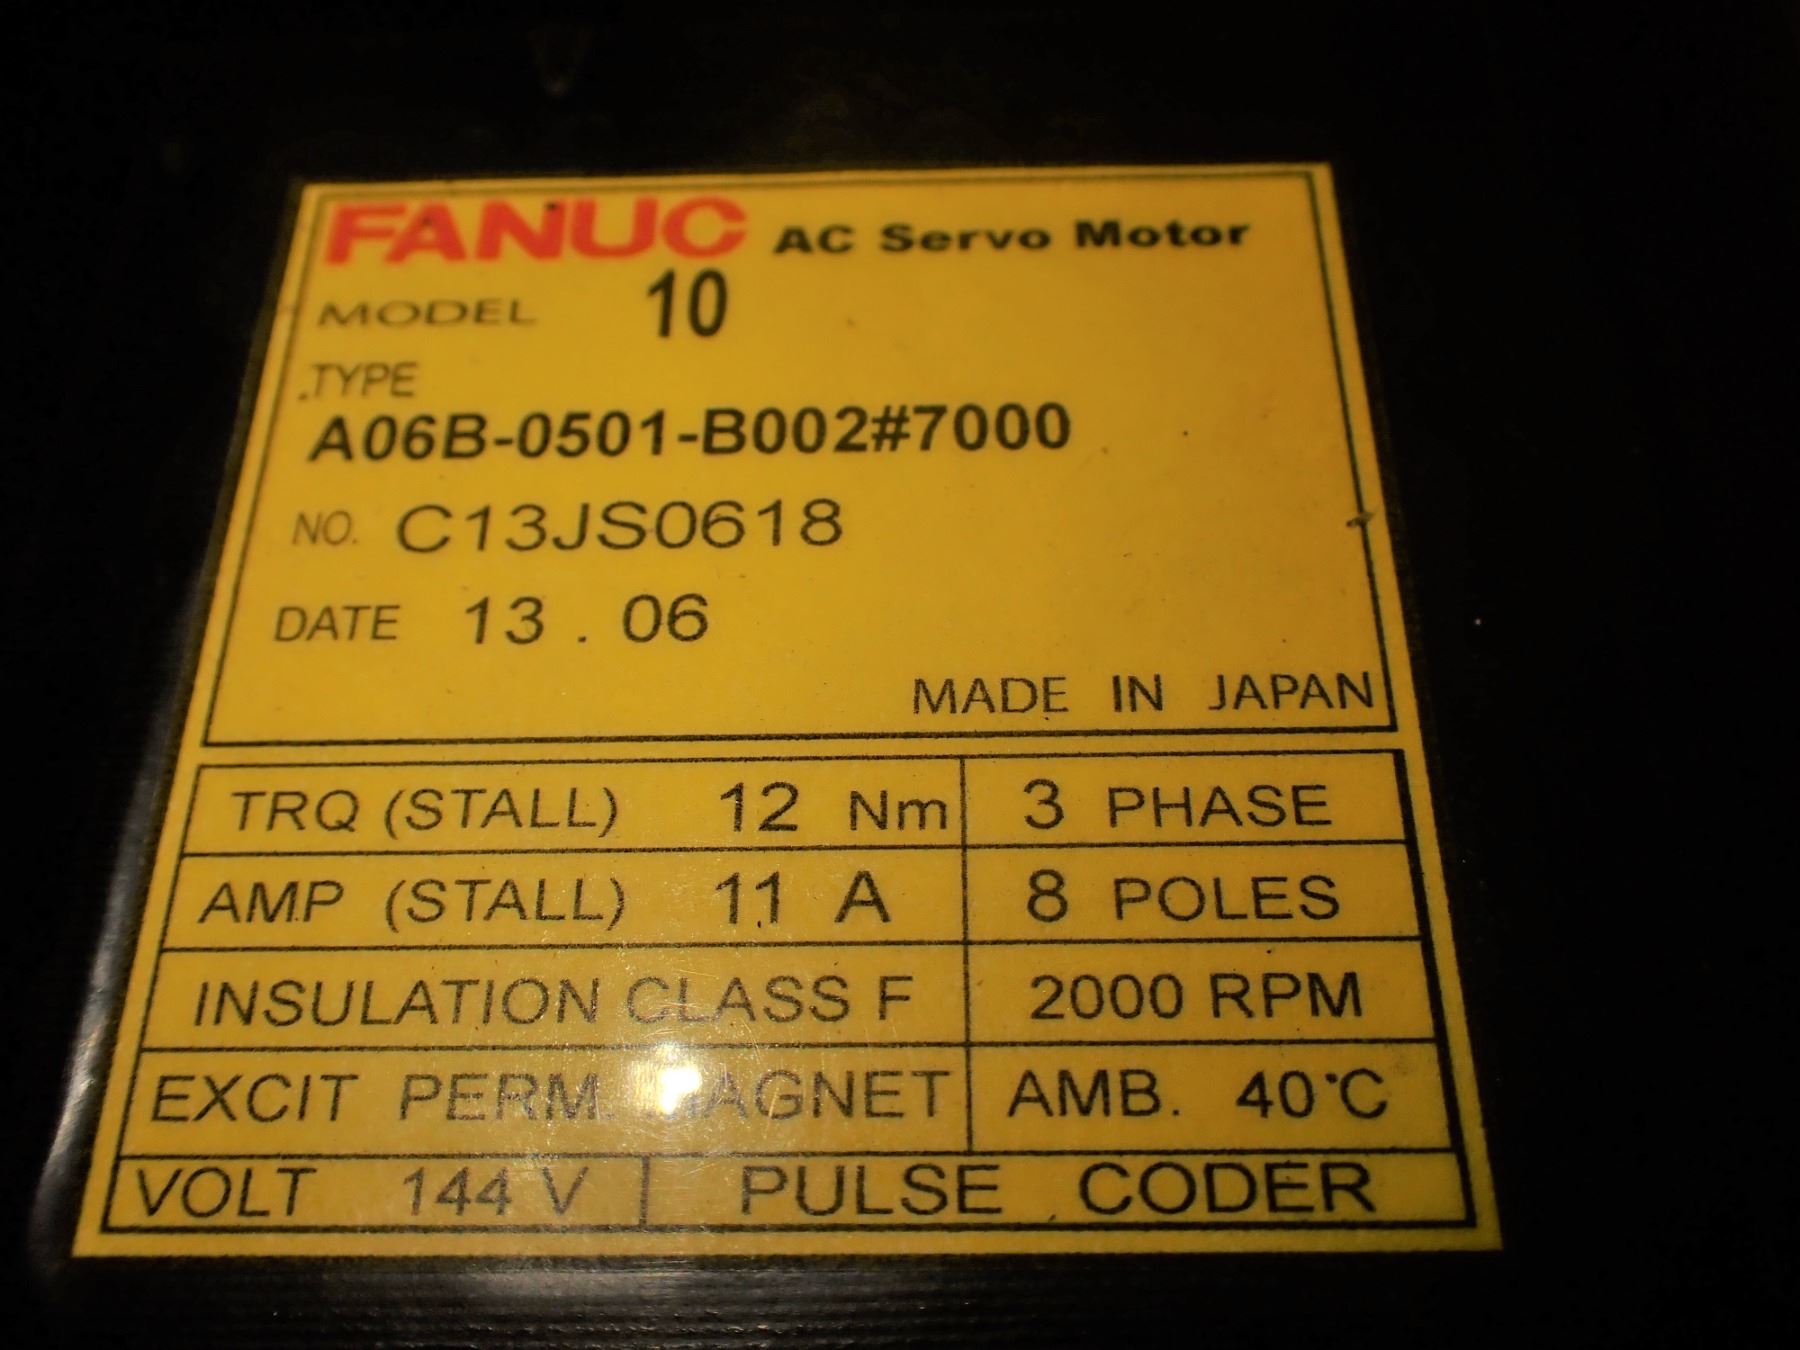 FANUC AC Servo Motor
MODEL 10
TYPE
A06B-0501-B002#7000
NO. C13JS0618
DATE 13 . 06
MADE IN JAPAN
TRQ (STALL) 12 Nm 3 PHASE
AMP (STALL) 11 A 8 POLES
INSULATION CLASS F 2000 RPM
EXCIT PERM. MAGNET AMB. 40°C
VOLT 144 V PULSE CODER